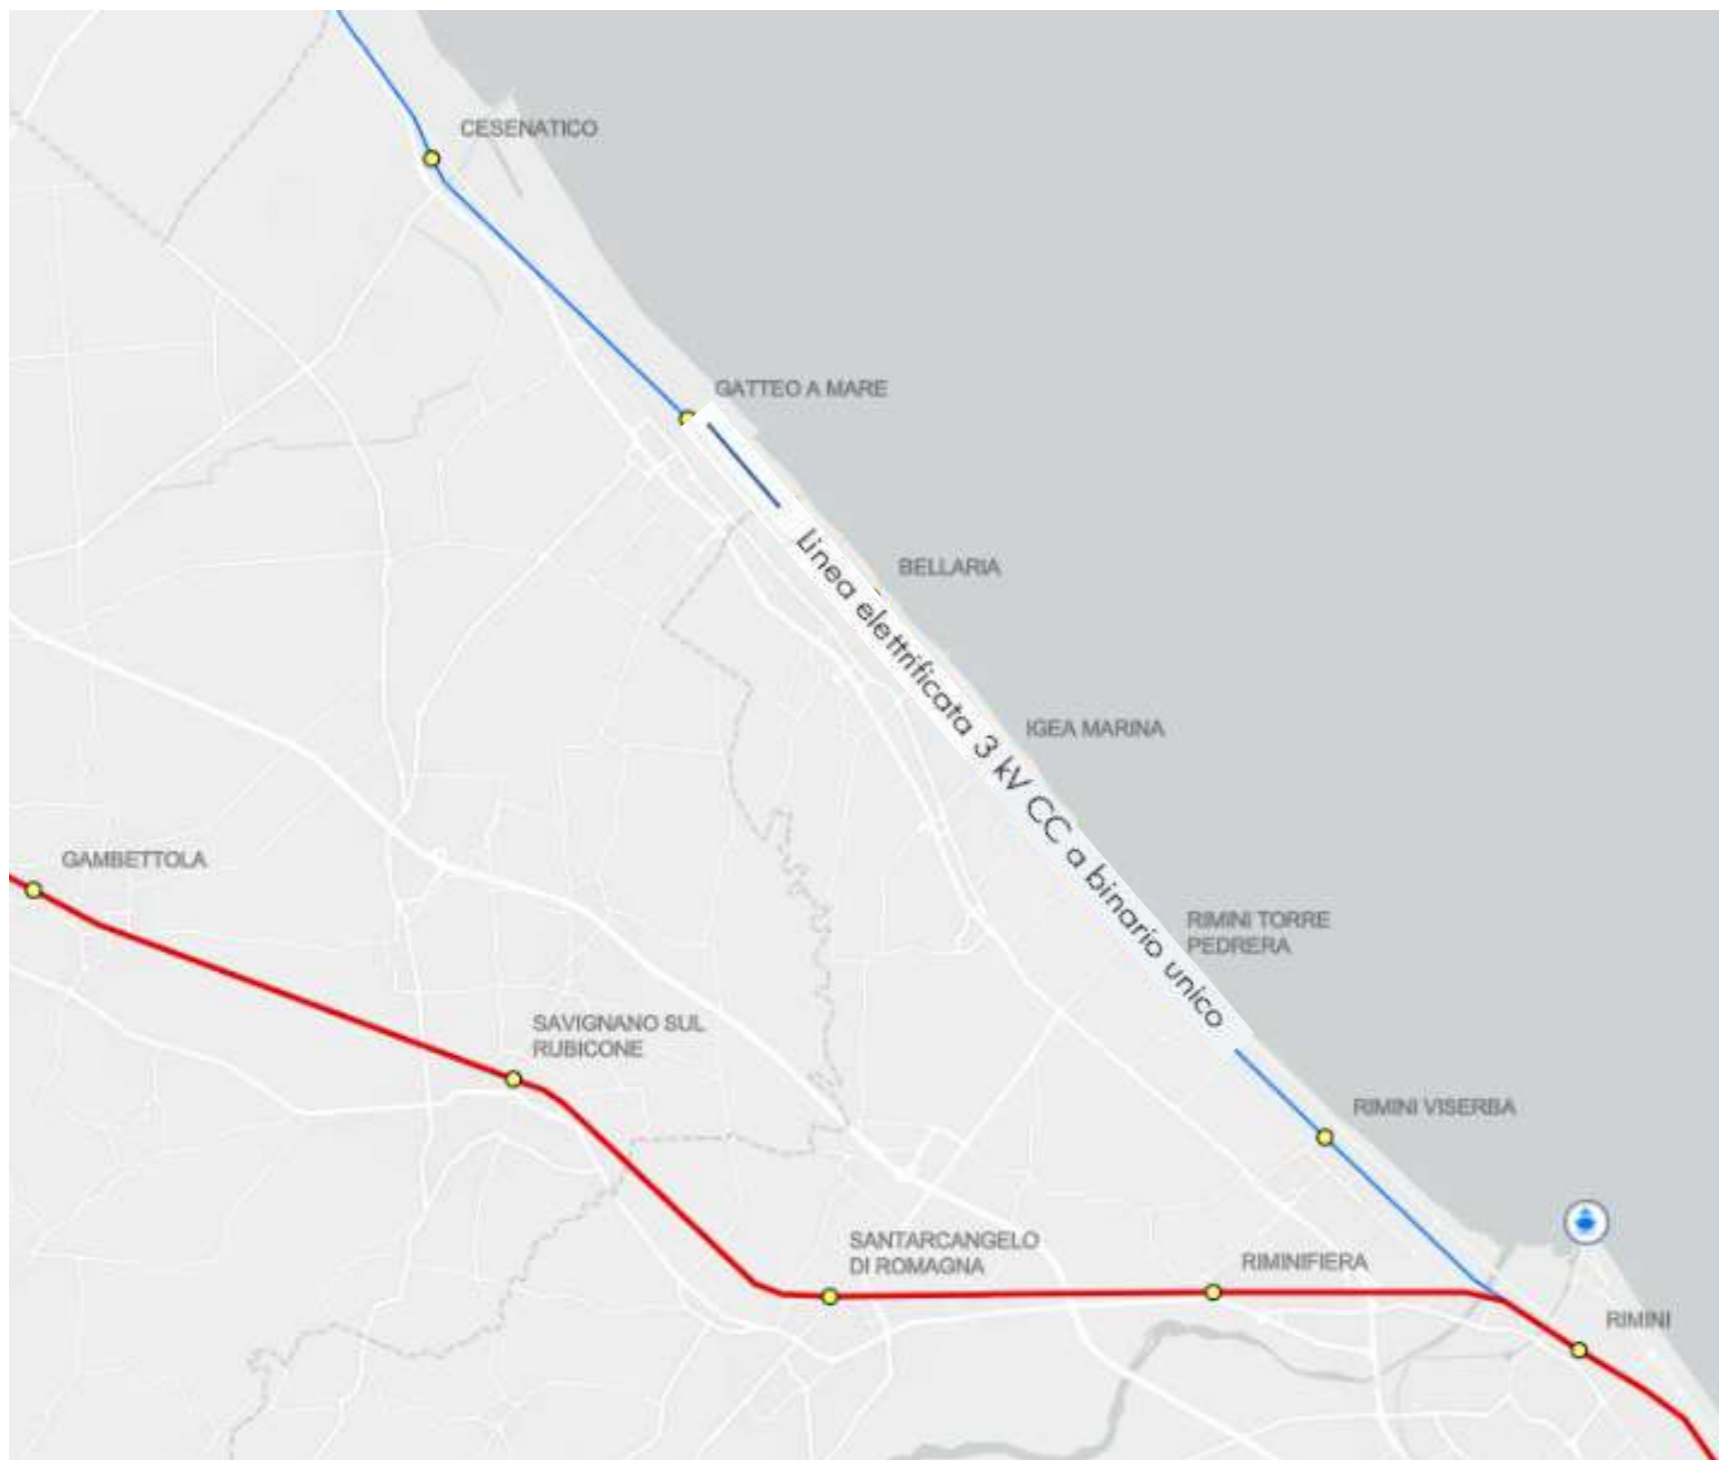 CESENATICO
GATTEO A MARE
BELLARIA
Linea elettrificata 3 kV CC a binario unico
IGEA MARINA
GAMBETTOLA
RIMINI TORRE
PEDRERA
SAVIGNANO SUL
RUBICONE
RIMINI VISERBA
SANTARCANGELO
DI ROMAGNA
RIMINIFIERA
RIMINI